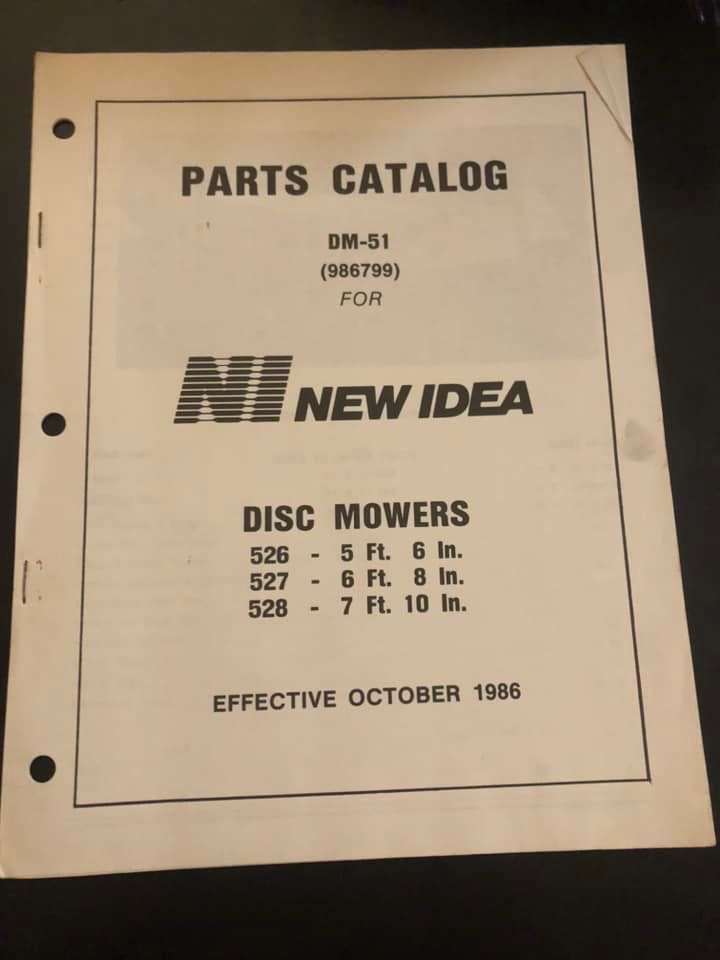 PARTS CATALOG
DM-51
(986799)
FOR
NI NEW IDEA
DISC MOWERS
526 - 5 Ft. 6 In.
527 - 6 Ft. 8 In.
528 - 7 Ft. 10 In.
EFFECTIVE OCTOBER 1986